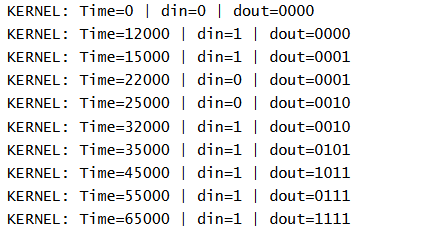 KERNEL: Time=0 | din=0 | dout=0000
KERNEL: Time=12000 | din=1 | dout=0000
KERNEL: Time=15000 | din=1 | dout=0001
KERNEL: Time=22000 | din=0 | dout=0001
KERNEL: Time=25000 | din=0 | dout=0010
KERNEL: Time=32000 | din=1 | dout=0010
KERNEL: Time=35000 | din=1 | dout=0101
KERNEL: Time=45000 | din=1 | dout=1011
KERNEL: Time=55000 | din=1 | dout=0111
KERNEL: Time=65000 | din=1 | dout=1111